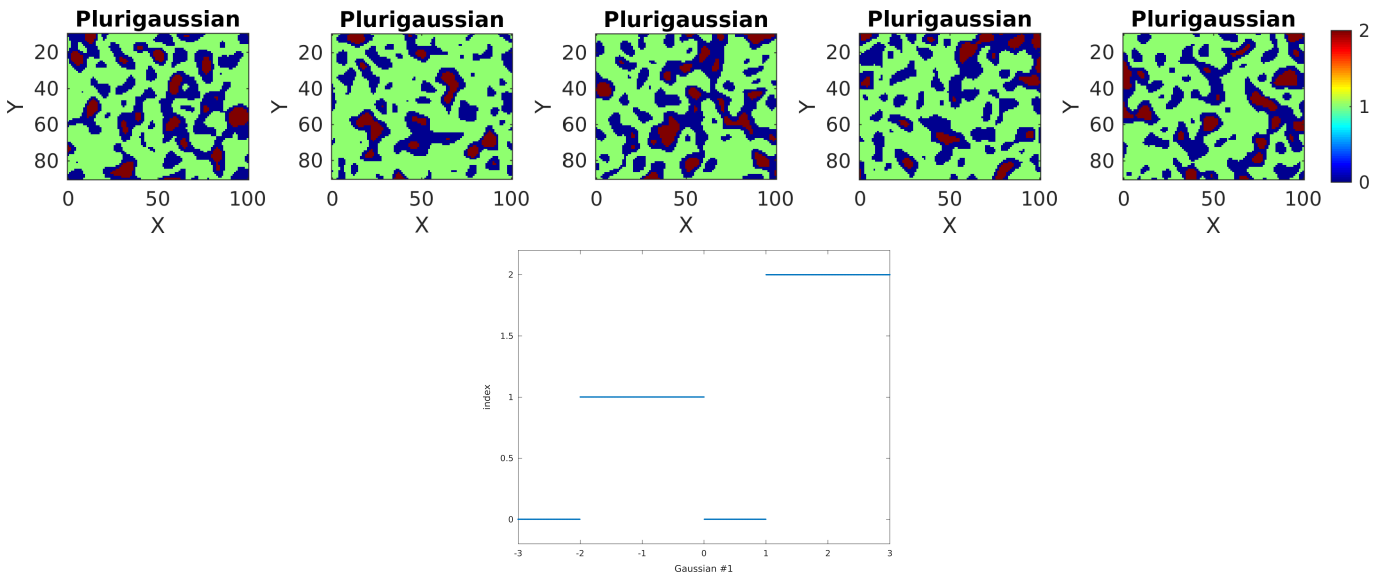 Plurigaussian Plurigaussian Plurigaussian Plurigaussian Plurigaussian
20 20 20 20 20 2
40 40 40 40 40
Y Y Y Y Y 1
60 60 60 60 60
80 80 80 80 80 0
0 50 100 0 50 100 0 50 100 0 50 100 0 50 100
X X X X X
2
1.5
index
1
0.5
0
-3 -2 -1 0 1 2 3
Gaussian #1